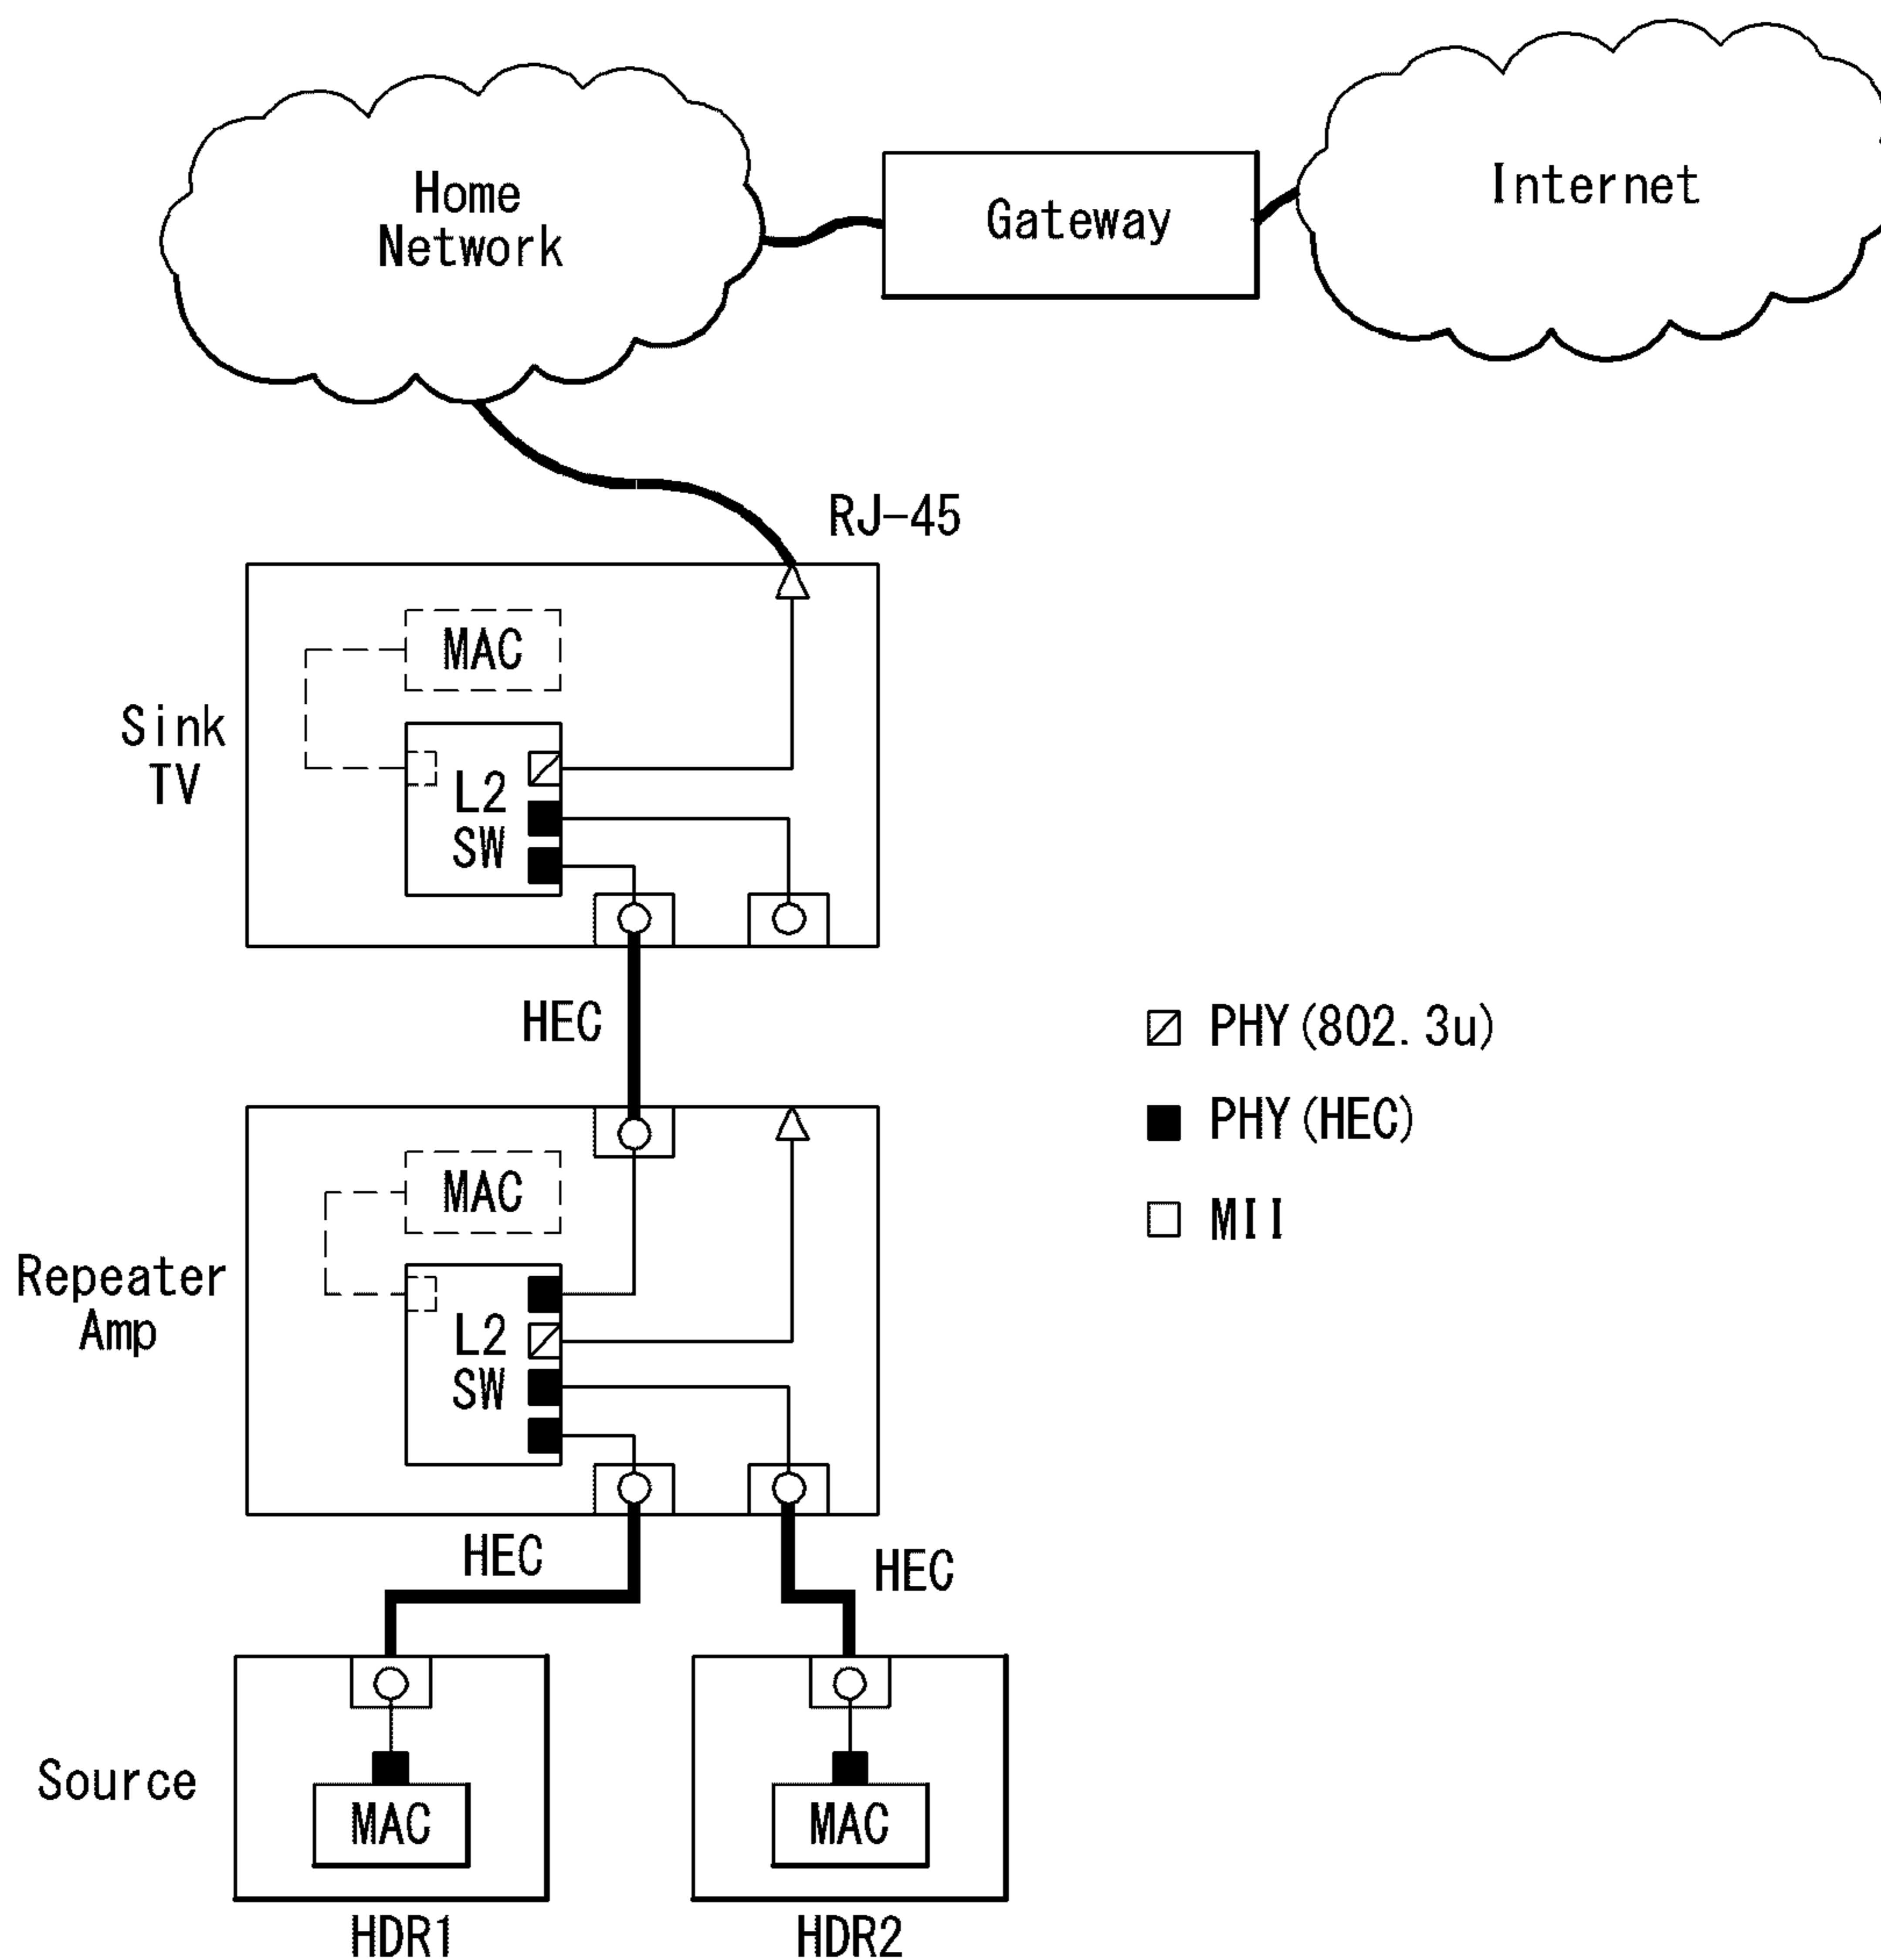 Home
Network
Gateway
Internet
RJ-45
MAC
Sink
TV
L2
SW
HEC
PHY(802.3u)
PHY(HEC)
MII
MAC
Repeater
Amp
L2
SW
HEC
HEC
Source
MAC
MAC
HDR1
HDR2